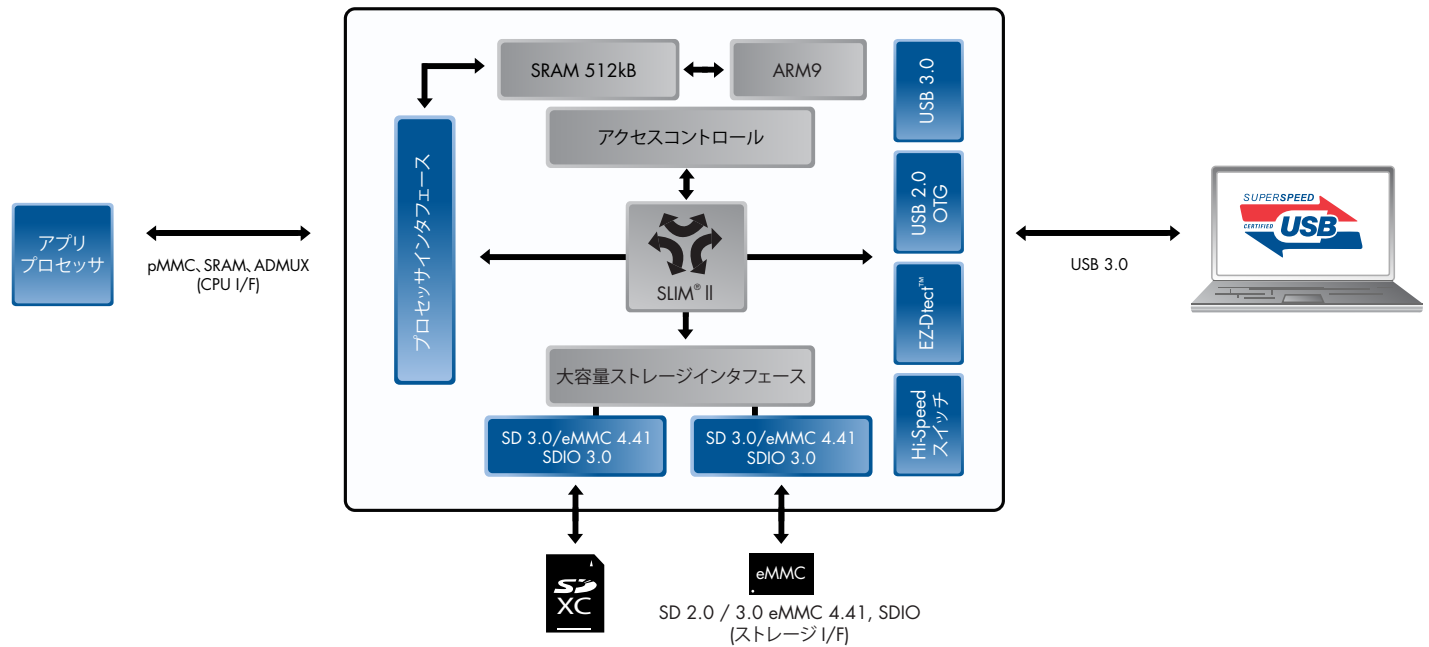 SRAM 512kB
ARM9
アクセスコントロール
プロセッサインタフェース
アプリ
プロセッサ
pMMC、SRAM、ADMUX
(CPU I/F)
SLIM® II
大容量ストレージインタフェース
SD 3.0/eMMC 4.41
SDIO 3.0
SD 3.0/eMMC 4.41
SDIO 3.0
USB 3.0
USB 2.0
OTG
EZ-Dtect™
Hi-Speed
スイッチ
USB 3.0
SUPERSPEED
CERTIFIED USB
SD
XC
eMMC
SD 2.0 / 3.0 eMMC 4.41, SDIO
(ストレージ I/F)